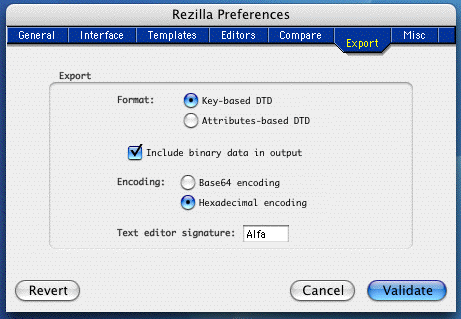 Rezilla Preferences
General Interface Templates Editors Compare Export Misc
Export
Format: Key-based DTD
Attributes-based DTD
Include binary data in output
Encoding: Base64 encoding
Hexadecimal encoding
Text editor signature: Alfa
Revert Cancel Validate